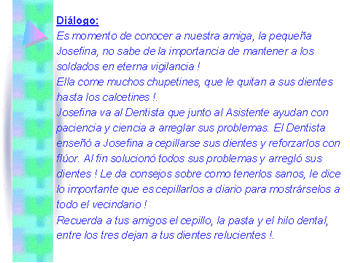 Diálogo:
Es momento de conocer a nuestra amiga, la pequeña
Josefina, no sabe de la importancia de mantener a los
soldados en eterna vigilancia !
Ella come muchos chupetines, que le quitan a sus dientes
hasta los calcetines !.
Josefina va al Dentista que junto al Asistente ayudan con
paciencia y ciencia a arreglar sus problemas. El Dentista
enseñó a Josefina a cepillarse sus dientes y reforzarlos con
flúor. Al fin solucionó todos sus problemas y arregló sus
dientes ! Le da consejos sobre como tenerlos sanos, le dice
lo importante que es cepillarlos a diario para mostrárselos a
todo el vecindario !
Recuerda a tus amigos el cepillo, la pasta y el hilo dental,
entre los tres dejan a tus dientes relucientes !.